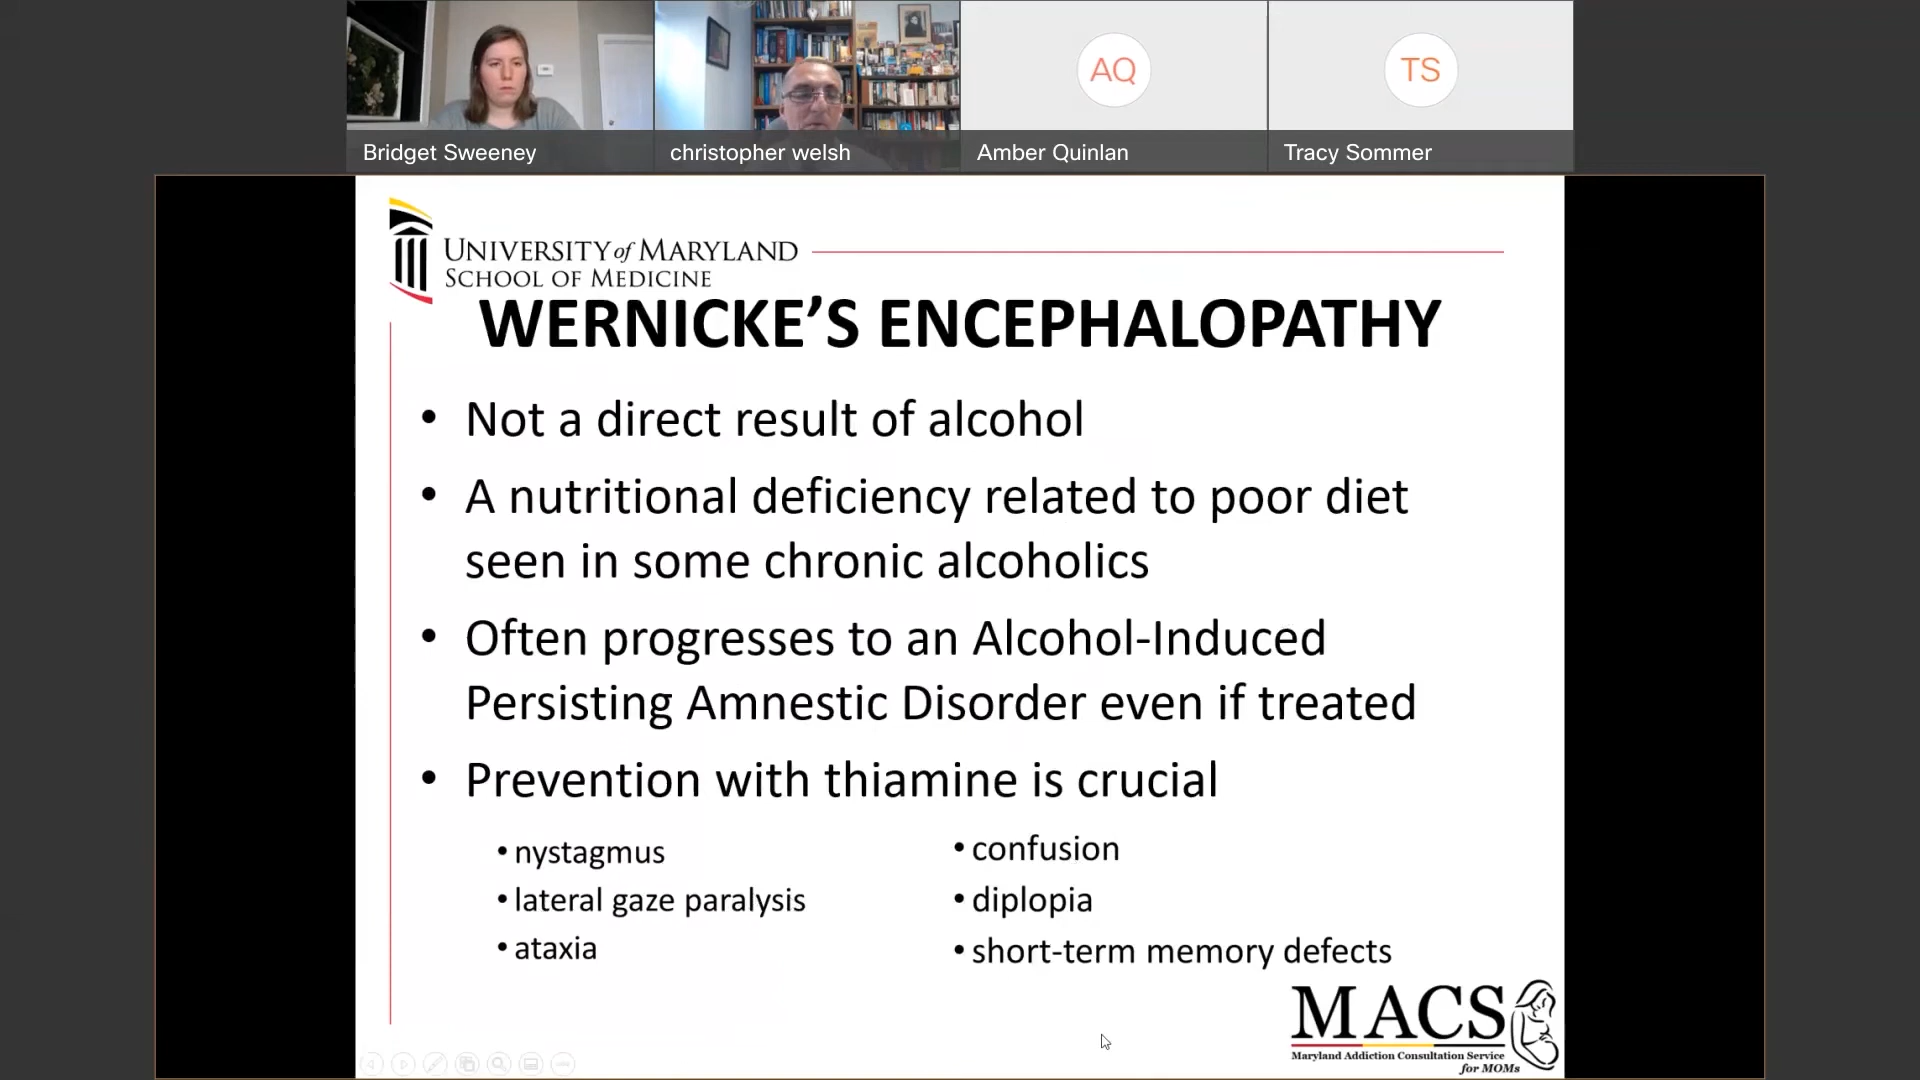 AQ
TS
Bridget Sweeney
christopher welsh
Amber Quinlan
Tracy Sommer
UNIVERSITY of MARYLAND
SCHOOL OF MEDICINE
WERNICKE’S ENCEPHALOPATHY
• Not a direct result of alcohol
• A nutritional deficiency related to poor diet
seen in some chronic alcoholics
• Often progresses to an Alcohol-Induced
Persisting Amnestic Disorder even if treated
• Prevention with thiamine is crucial
• nystagmus
• lateral gaze paralysis
• ataxia
• confusion
• diplopia
• short-term memory defects
MACS
Maryland Addiction Consultation Service
for MOMs